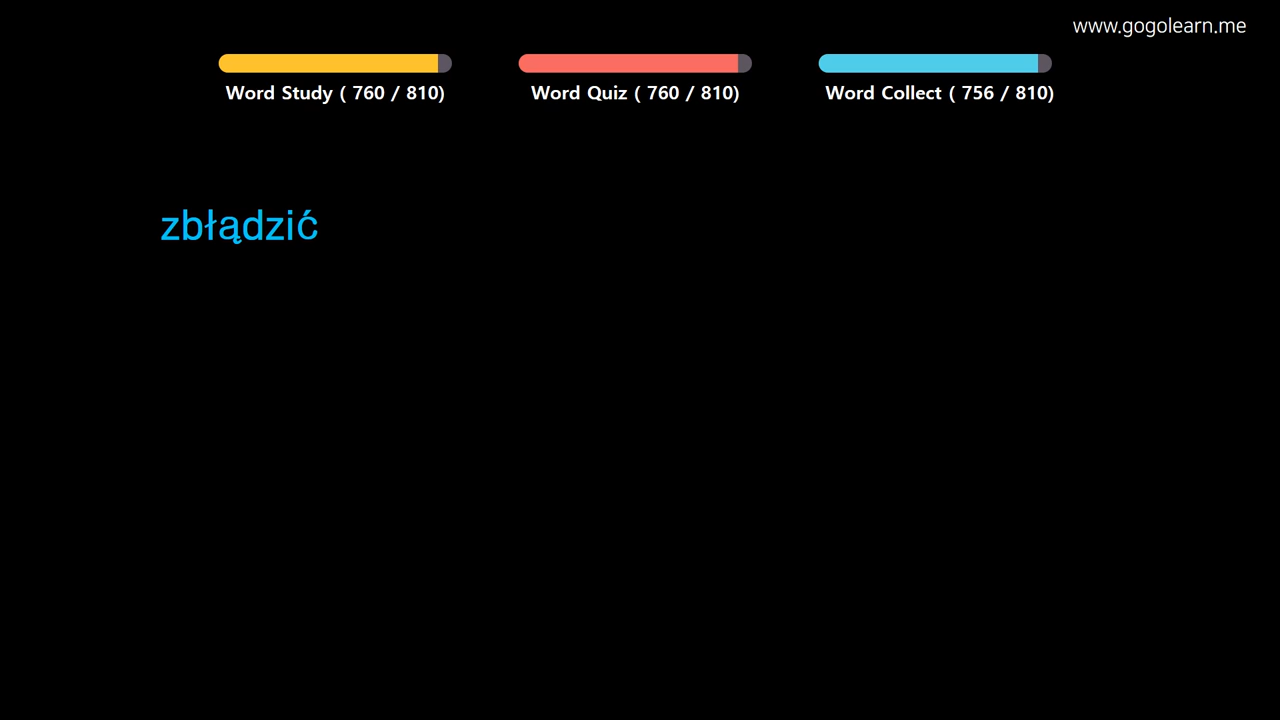 www.gogolearn.me
Word Study ( 760 / 810)
Word Quiz ( 760 / 810)
Word Collect ( 756 / 810)
zbłądzić